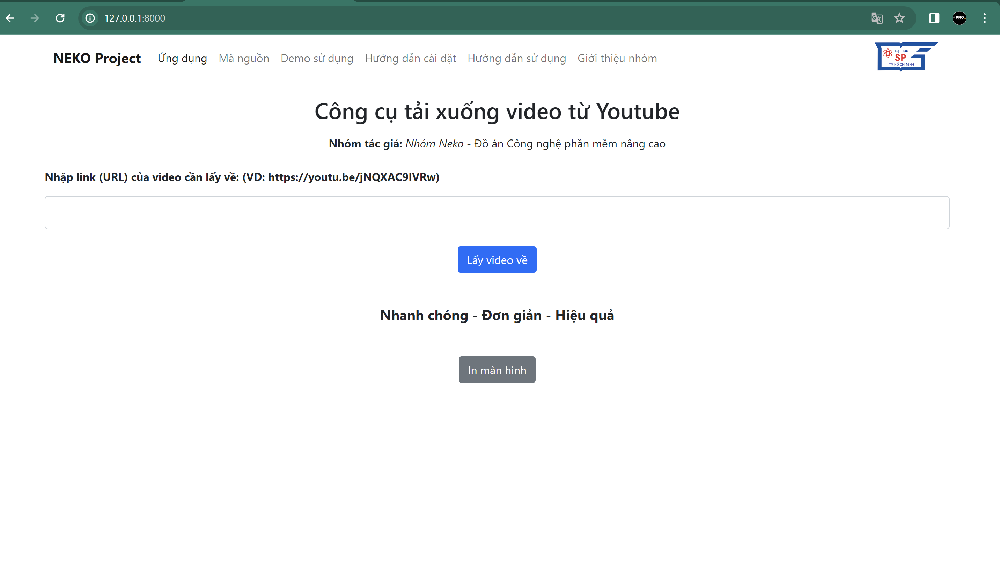 127.0.0.1:8000
PRO
NEKO Project Ứng dụng Mã nguồn Demo sử dụng Hướng dẫn cài đặt Hướng dẫn sử dụng Giới thiệu nhóm
ĐẠI HỌC
SP
TP. HỒ CHÍ MINH
Công cụ tải xuống video từ Youtube
Nhóm tác giả: Nhóm Neko - Đồ án Công nghệ phần mềm nâng cao
Nhập link (URL) của video cần lấy về: (VD: https://youtu.be/jNQXAC9IVRw)
Lấy video về
Nhanh chóng - Đơn giản - Hiệu quả
In màn hình